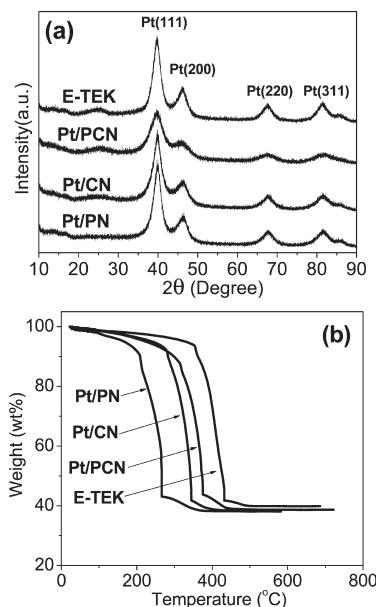 (a)
Pt(111)
Pt(200)
Pt(220) Pt(311)
E-TEK
Pt/PCN
Pt/CN
Pt/PN
Intensity(a.u.)
10 20 30 40 50 60 70 80 90
2θ (Degree)
(b)
100
80
60
40
20
Weight (wt%)
Pt/PN
Pt/CN
Pt/PCN
E-TEK
0 200 400 600 800
Temperature (°C)